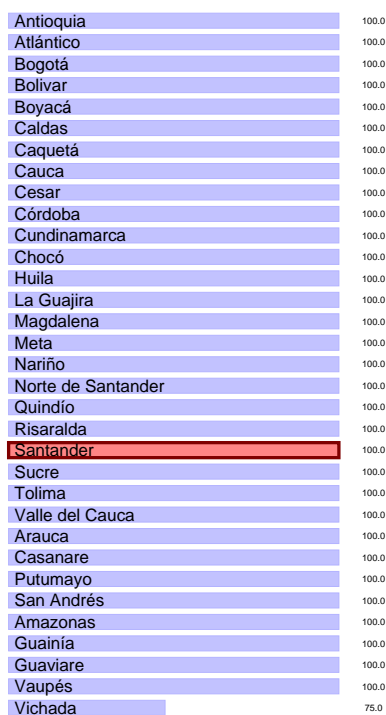 Antioquia 100.0
Atlántico 100.0
Bogotá 100.0
Bolivar 100.0
Boyacá 100.0
Caldas 100.0
Caquetá 100.0
Cauca 100.0
Cesar 100.0
Córdoba 100.0
Cundinamarca 100.0
Chocó 100.0
Huila 100.0
La Guajira 100.0
Magdalena 100.0
Meta 100.0
Nariño 100.0
Norte de Santander 100.0
Quindío 100.0
Risaralda 100.0
Santander 100.0
Sucre 100.0
Tolima 100.0
Valle del Cauca 100.0
Arauca 100.0
Casanare 100.0
Putumayo 100.0
San Andrés 100.0
Amazonas 100.0
Guainía 100.0
Guaviare 100.0
Vaupés 100.0
Vichada 75.0